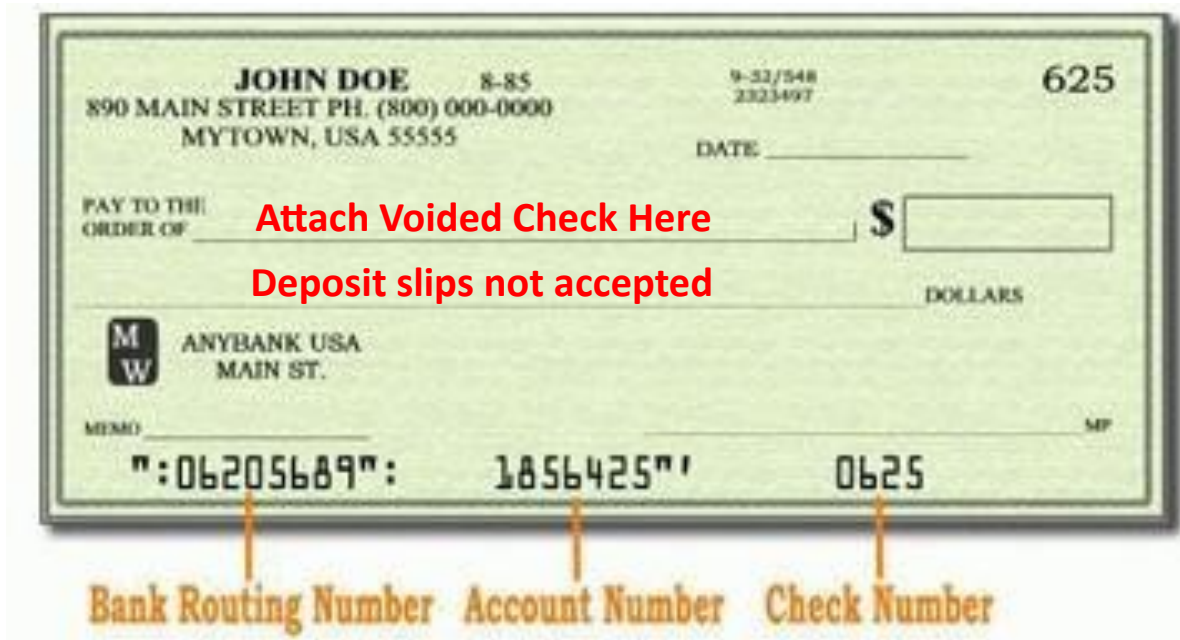 JOHN DOE 8-85
9-32/548
2323497
625
890 MAIN STREET PH. (800) 000-0000
MYTOWN, USA 55555
DATE
PAY TO THE
ORDER OF
Attach Voided Check Here
$
Deposit slips not accepted
DOLLARS
M
W
ANYBANK USA
MAIN ST.
MEMO
MP
":06205689": 1856425"' 0625
Bank Routing Number Account Number Check Number